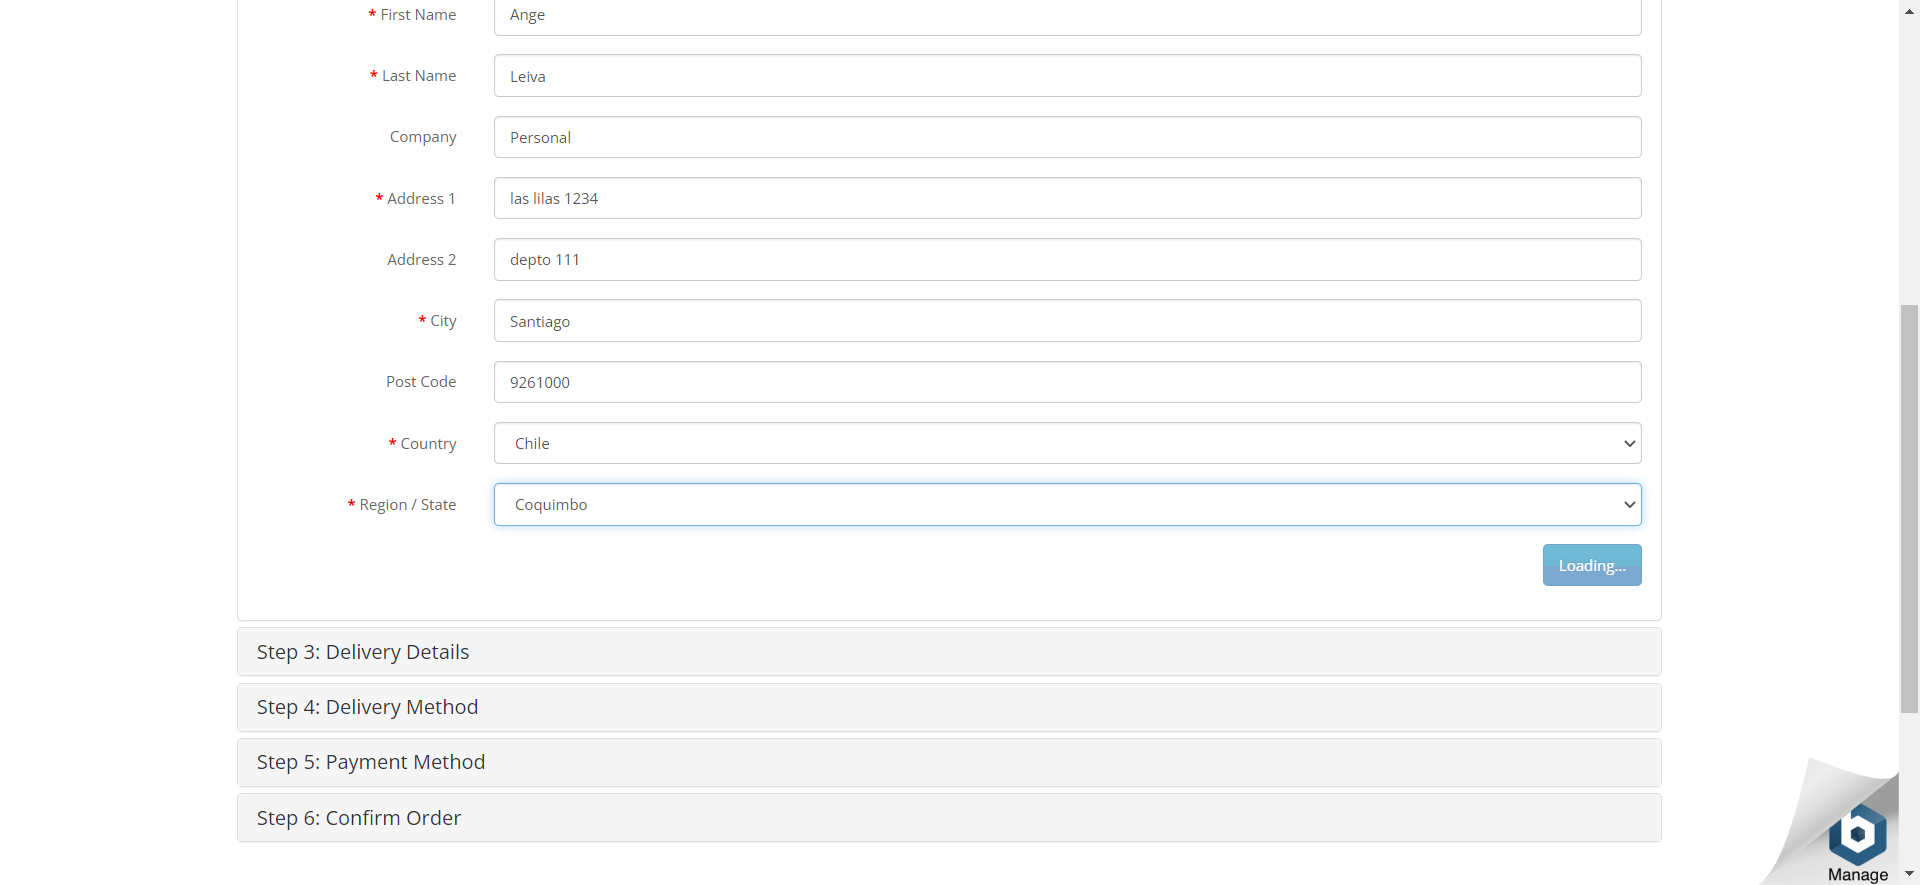 * First Name Ange
* Last Name Leiva
Company Personal
* Address 1 las lilas 1234
Address 2 depto 111
* City Santiago
Post Code 9261000
* Country Chile
* Region / State Coquimbo
Loading...
Step 3: Delivery Details
Step 4: Delivery Method
Step 5: Payment Method
Step 6: Confirm Order
Manage